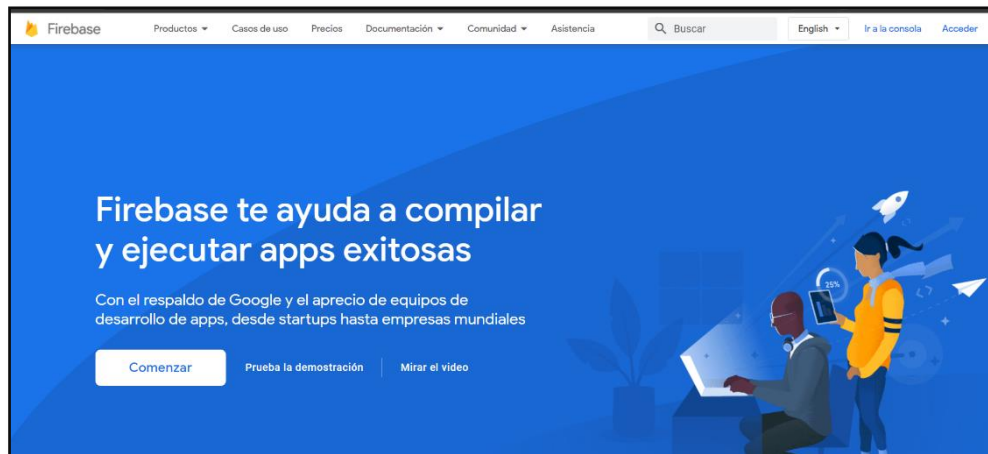 Firebase Productos Casos de uso Precios Documentación Comunidad Asistencia Buscar English Ir a la consola Acceder
Firebase te ayuda a compilar
y ejecutar apps exitosas
25%
Con el respaldo de Google y el aprecio de equipos de
desarrollo de apps, desde startups hasta empresas mundiales
Comenzar Prueba la demostración Mirar el video